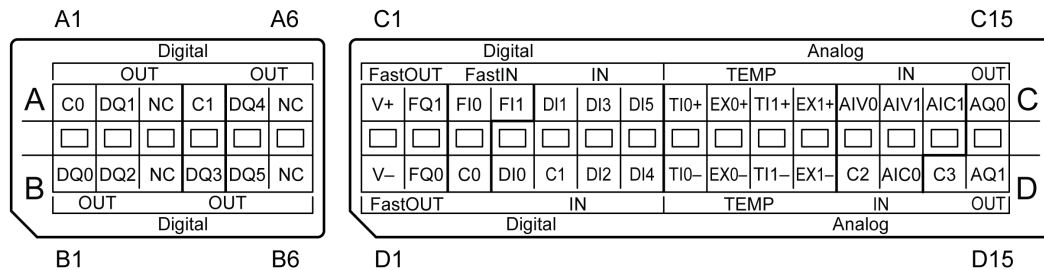 A1 A6 C1 C15
Digital Digital Analog
OUT OUT FastOUT FastIN IN TEMP IN OUT
A C0 DQ1 NC C1 DQ4 NC V+ FQ1 FI0 FI1 DI1 DI3 DI5 TI0+ EX0+ TI1+ EX1+ AIV0 AIV1 AIC1 AQ0 C
B DQ0 DQ2 NC DQ3 DQ5 NC V– FQ0 C0 DI0 C1 DI2 DI4 TI0– EX0– TI1– EX1– C2 AIC0 C3 AQ1 D
OUT OUT FastOUT IN TEMP IN OUT
Digital Digital Analog
B1 B6 D1 D15